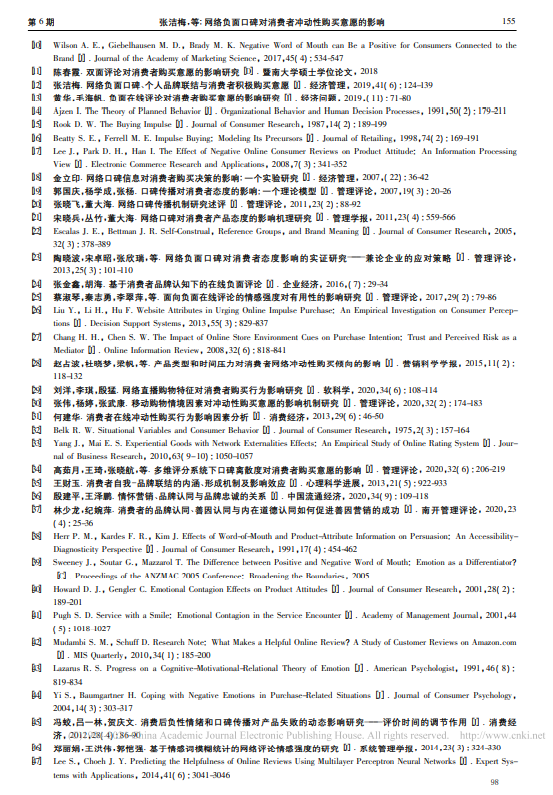 第 6 期 张洁梅,等: 网络负面口碑对消费者冲动性购买意愿的影响 155
[10] Wilson A. E., Giebelhausen M. D., Brady M. K. Negative Word of Mouth can Be a Positive for Consumers Connected to the
Brand [J]. Journal of the Academy of Marketing Science, 2017,45( 4) : 534-547
[11] 陈春霞. 双面评论对消费者购买意愿的影响研究 [D]. 暨南大学硕士学位论文, 2018
[12] 张洁梅. 网络负面口碑、个人品牌联结与消费者积极购买意愿 [J]. 经济管理, 2019,41( 6) : 124-139
[13] 黄华,毛海帆. 负面在线评论对消费者购买意愿的影响研究 [J]. 经济问题, 2019,( 11) : 71-80
[14] Ajzen I. The Theory of Planned Behavior [J]. Organizational Behavior and Human Decision Processes, 1991,50( 2) : 179-211
[15] Rook D. W. The Buying Impulse [J]. Journal of Consumer Research, 1987,14( 2) : 189-199
[16] Beatty S. E., Ferrell M. E. Impulse Buying: Modeling Its Precursors [J]. Journal of Retailing, 1998,74( 2) : 169-191
[17] Lee J., Park D. H., Han I. The Effect of Negative Online Consumer Reviews on Product Attitude: An Information Processing
View [J]. Electronic Commerce Research and Applications, 2008,7( 3) : 341-352
[18] 金立印. 网络口碑信息对消费者购买决策的影响: 一个实验研究 [J]. 经济管理, 2007,( 22) : 36-42
[19] 郭国庆,杨学成,张杨. 口碑传播对消费者态度的影响: 一个理论模型 [J]. 管理评论, 2007,19( 3) : 20-26
[20] 张晓飞,董大海. 网络口碑传播机制研究述评 [J]. 管理评论, 2011,23( 2) : 88-92
[21] 宋晓兵,丛竹,董大海. 网络口碑对消费者产品态度的影响机理研究 [J]. 管理学报, 2011,23( 4) : 559-566
[22] Escalas J. E., Bettman J. R. Self-Construal, Reference Groups, and Brand Meaning [J]. Journal of Consumer Research, 2005,
32( 3) : 378-389
[23] 陶晓波,宋卓昭,张欣瑞,等. 网络负面口碑对消费者态度影响的实证研究——兼论企业的应对策略 [J]. 管理评论,
2013,25( 3) : 101-110
[24] 张金鑫,胡海. 基于消费者品牌认知下的在线负面评论 [J]. 企业经济, 2016,( 7) : 29-34
[25] 蔡淑琴,秦志勇,李翠萍,等. 面向负面在线评论的情感强度对有用性的影响研究 [J]. 管理评论, 2017,29( 2) : 79-86
[26] Liu Y., Li H., Hu F. Website Attributes in Urging Online Impulse Purchase: An Empirical Investigation on Consumer Percep-
tions [J]. Decision Support Systems, 2013,55( 3) : 829-837
[27] Chang H. H., Chen S. W. The Impact of Online Store Environment Cues on Purchase Intention: Trust and Perceived Risk as a
Mediator [J]. Online Information Review, 2008,32( 6) : 818-841
[28] 赵占波,杜晓梦,梁帆,等. 产品类型和时间压力对消费者网络冲动性购买倾向的影响 [J]. 营销科学学报, 2015,11( 2) :
118-132
[29] 刘洋,李琪,殷猛. 网络直播购物特征对消费者购买行为影响研究 [J]. 软科学, 2020,34( 6) : 108-114
[30] 张伟,杨婷,张武康. 移动购物情境因素对冲动性购买意愿的影响机制研究 [J]. 管理评论, 2020,32( 2) : 174-183
[31] 何建华. 消费者在线冲动性购买行为影响因素分析 [J]. 消费经济, 2013,29( 6) : 46-50
[32] Belk R. W. Situational Variables and Consumer Behavior [J]. Journal of Consumer Research, 1975,2( 3) : 157-164
[33] Yang J., Mai E. S. Experiential Goods with Network Externalities Effects: An Empirical Study of Online Rating System [J]. Jour-
nal of Business Research, 2010,63( 9-10) : 1050-1057
[34] 高茹月,王琦,张晓航,等. 多维评分系统下口碑离散度对消费者购买意愿的影响 [J]. 管理评论, 2020,32( 6) : 206-219
[35] 王财玉. 消费者自我-品牌联结的内涵、形成机制及影响效应 [J]. 心理科学进展, 2013,21( 5) : 922-933
[36] 殷建平,王泽鹏. 情怀营销、品牌认同与品牌忠诚的关系 [J]. 中国流通经济, 2020,34( 9) : 109-118
[37] 林少龙,纪婉萍. 消费者的品牌认同、善因认同与内在道德认同如何促进善因营销的成功 [J]. 南开管理评论, 2020,23
( 4) : 25-36
[38] Herr P. M., Kardes F. R., Kim J. Effects of Word-of-Mouth and Product-Attribute Information on Persuasion: An Accessibility-
Diagnosticity Perspective [J]. Journal of Consumer Research, 1991,17( 4) : 454-462
[39] Sweeney J., Soutar G., Mazzarol T. The Difference between Positive and Negative Word of Mouth: Emotion as a Differentiator?
[C]. Proceedings of the ANZMAC 2005 Conference: Broadening the Boundaries, 2005
[40] Howard D. J., Gengler C. Emotional Contagion Effects on Product Attitudes [J]. Journal of Consumer Research, 2001,28( 2) :
189-201
[41] Pugh S. D. Service with a Smile: Emotional Contagion in the Service Encounter [J]. Academy of Management Journal, 2001,44
( 5) : 1018-1027
[42] Mudambi S. M., Schuff D. Research Note: What Makes a Helpful Online Review? A Study of Customer Reviews on Amazon.com
[J]. MIS Quarterly, 2010,34( 1) : 185-200
[43] Lazarus R. S. Progress on a Cognitive-Motivational-Relational Theory of Emotion [J]. American Psychologist, 1991,46( 8) :
819-834
[44] Yi S., Baumgartner H. Coping with Negative Emotions in Purchase-Related Situations [J]. Journal of Consumer Psychology,
2004,14( 3) : 303-317
[45] 冯蛟,吕一林,贺庆文. 消费后负性情绪和口碑传播对产品失败的动态影响研究——评价时间的调节作用 [J]. 消费经
济, 2012,28( 4) : 86-90
China Academic Journal Electronic Publishing House. All rights reserved. http://www.cnki.net
[46] 郑丽娟,王洪伟,郭恺强. 基于情感词模糊统计的网络评论情感强度的研究 [J]. 系统管理学报, 2014,23( 3) : 324-330
[47] Lee S., Choeh J. Y. Predicting the Helpfulness of Online Reviews Using Multilayer Perceptron Neural Networks [J]. Expert Sys-
tems with Applications, 2014,41( 6) : 3041-3046
98